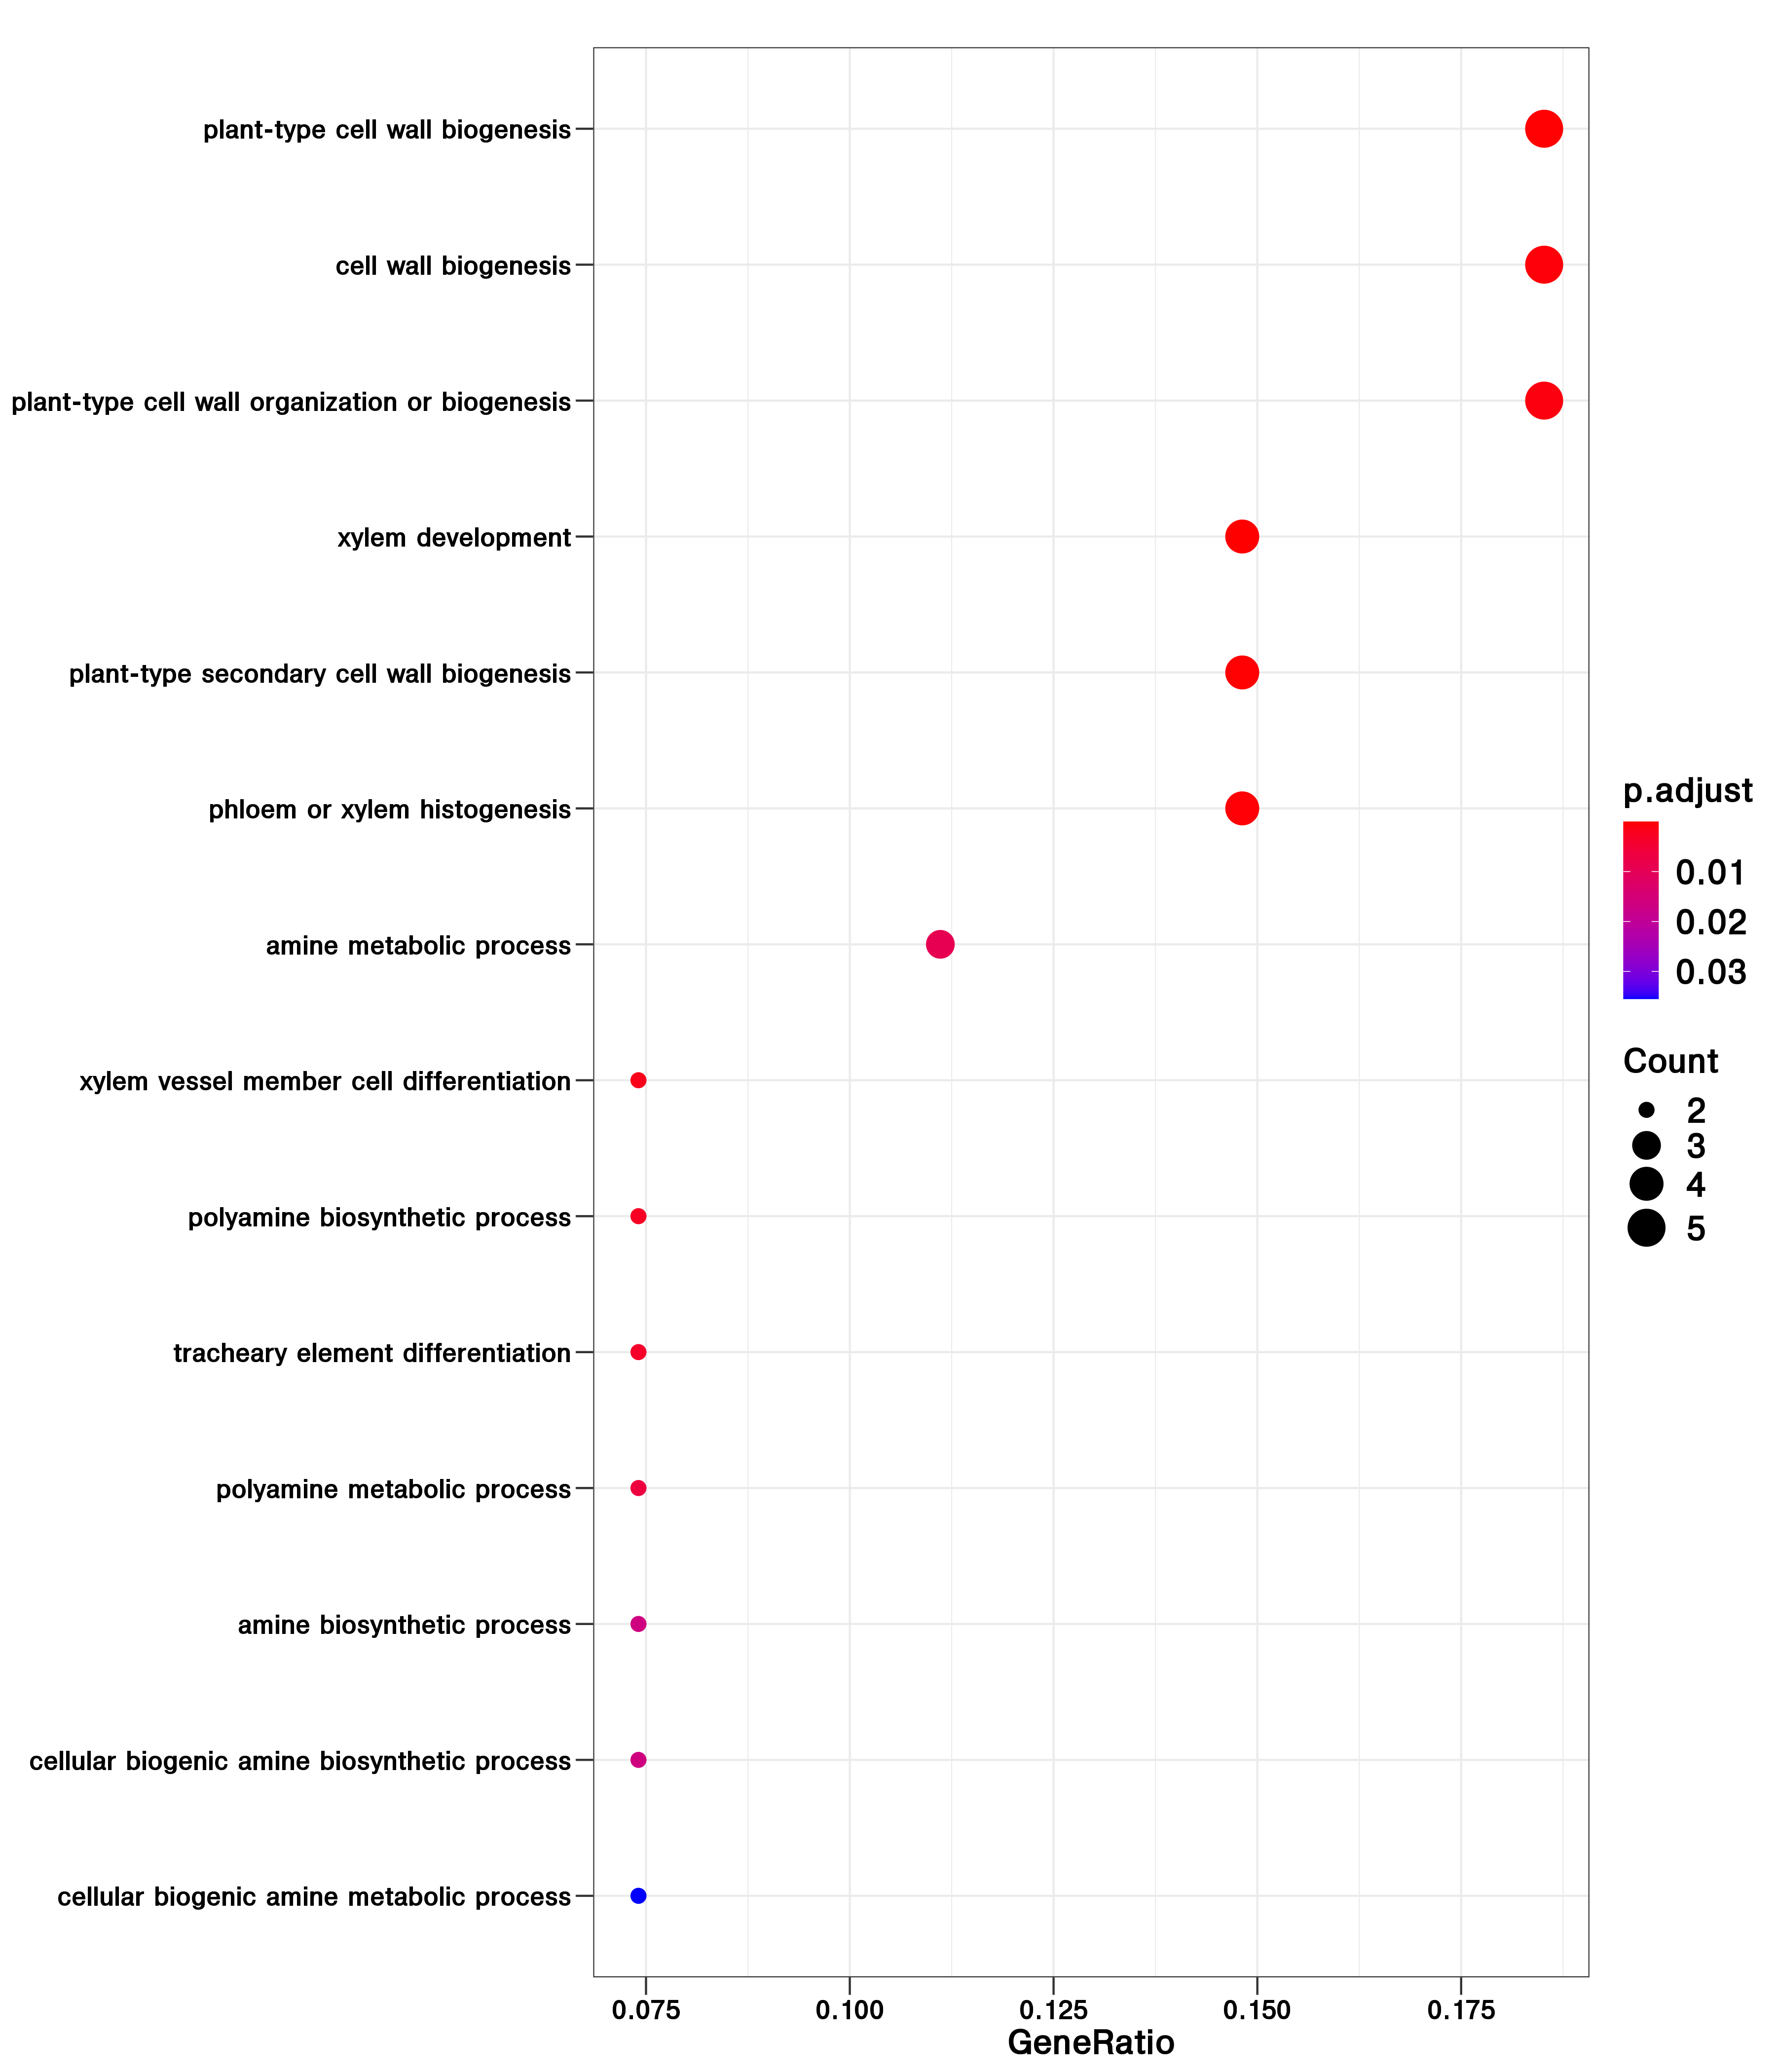 plant-type cell wall biogenesis
cell wall biogenesis
plant-type cell wall organization or biogenesis
xylem development
plant-type secondary cell wall biogenesis
phloem or xylem histogenesis
amine metabolic process
xylem vessel member cell differentiation
polyamine biosynthetic process
tracheary element differentiation
polyamine metabolic process
amine biosynthetic process
cellular biogenic amine biosynthetic process
cellular biogenic amine metabolic process
0.075 0.100 0.125 0.150 0.175
GeneRatio
p.adjust
0.01
0.02
0.03
Count
2
3
4
5